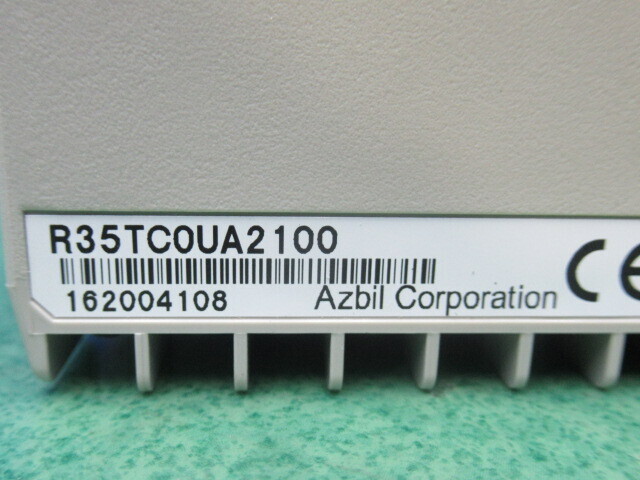 R35TC0UA2100
162004108
Azbil Corporation
CE